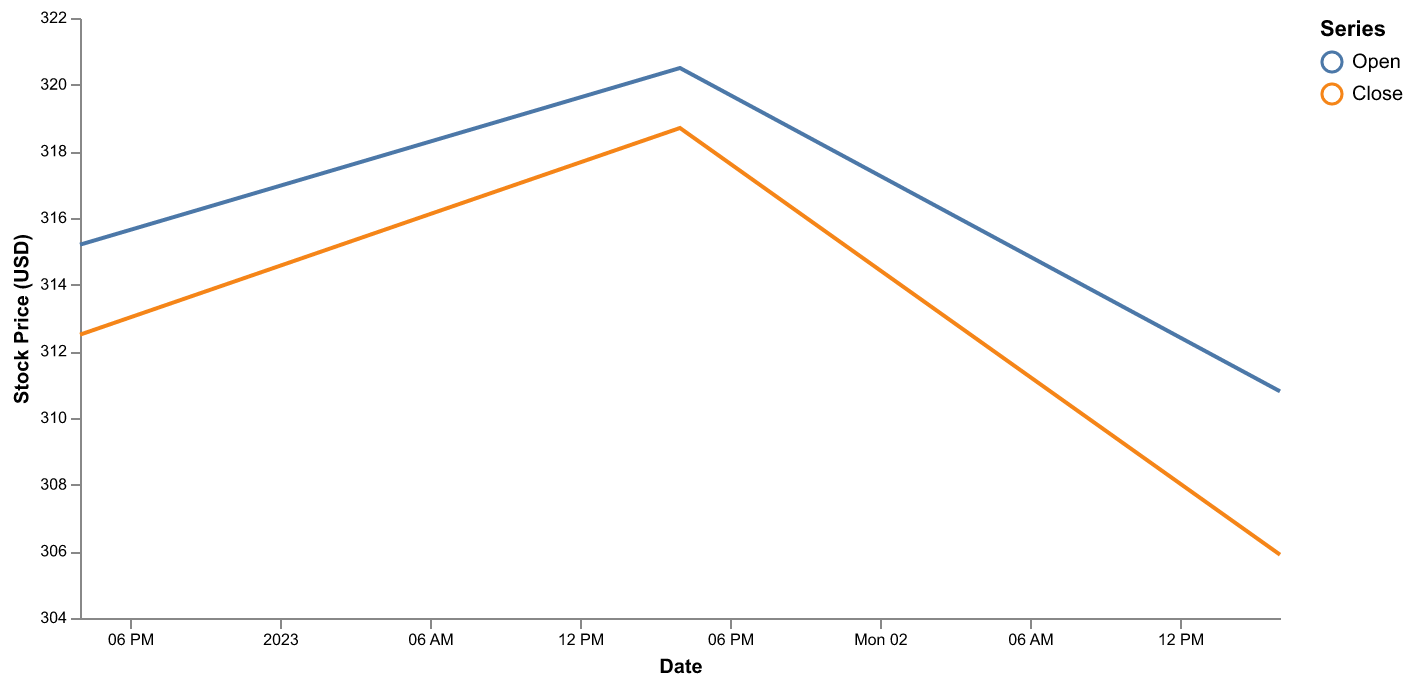 Stock Price (USD)
322
320
318
316
314
312
310
308
306
304
06 PM
2023
06 AM
12 PM
06 PM
Mon 02
06 AM
12 PM
Date
Series
Open
Close